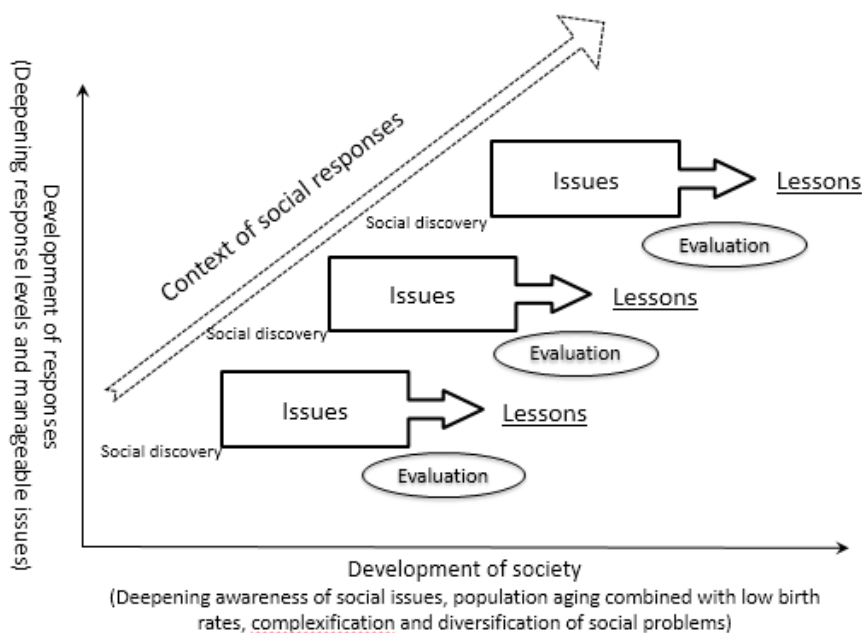 Development of responses
(Deepening response levels and manageable issues)
Context of social responses
Issues
Lessons
Social discovery
Evaluation
Issues
Lessons
Social discovery
Evaluation
Issues
Lessons
Social discovery
Evaluation
Development of society
(Deepening awareness of social issues, population aging combined with low birth
rates, complexification and diversification of social problems)